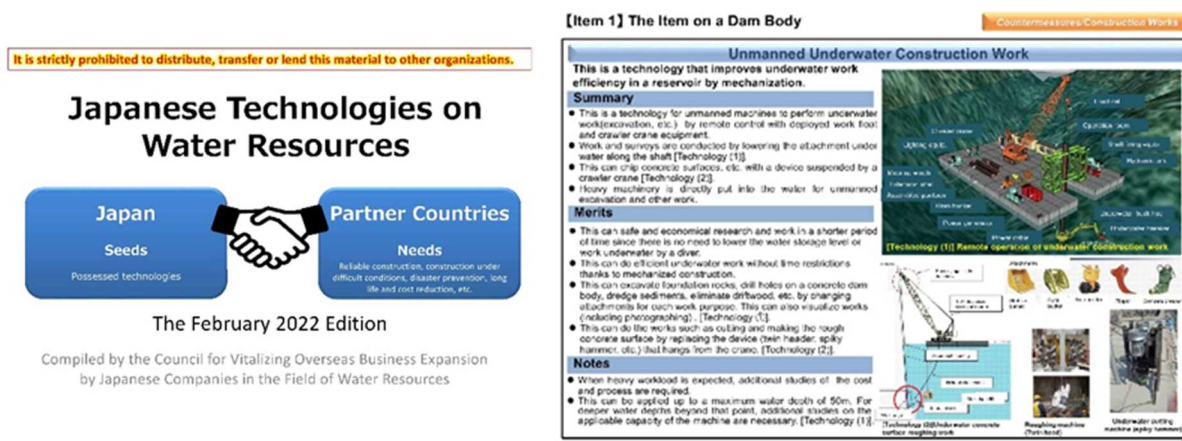 It is strictly prohibited to distribute, transfer or lend this material to other organizations.
Japanese Technologies on
Water Resources
Japan
Seeds
Possessed technologies
Partner Countries
Needs
Reliable construction, construction under
difficult conditions, disaster prevention, long
life and cost reduction, etc.
The February 2022 Edition
Compiled by the Council for Vitalizing Overseas Business Expansion
by Japanese Companies in the Field of Water Resources
【Item 1】 The Item on a Dam Body
Countermeasures/Construction Works
Unmanned Underwater Construction Work
This is a technology that improves underwater work
efficiency in a reservoir by mechanization.
Summary
● This is a technology for unmanned machines to perform underwater
work(excavation, etc.) by remote control with deployed work float
and crawler crane equipment.
● Work and surveys are conducted by lowering the attachment under
water along the shaft [Technology (1)].
● This can chip concrete surfaces, etc. with a device suspended by a
crawler crane [Technology (2)].
● Heavy machinery is directly put into the water for unmanned
excavation and other work.
Merits
● This can safe and economical research and work in a shorter period
of time since there is no need to lower the water storage level or
work underwater by a diver.
● This can do efficient underwater work without time restrictions
thanks to mechanized construction.
● This can excavate foundation rocks, drill holes on a concrete dam
body, dredge sediments, eliminate driftwood, etc. by changing
attachments for each work purpose. This can also visualize works
(including photographing) . [Technology (1)].
● This can do the works such as cutting and making the rough
concrete surface by replacing the device (twin header, spiky
hammer, etc.) that hangs from the crane. [Technology (2)].
Notes
● When heavy workload is expected, additional studies of the cost
and process are required.
● This can be applied up to a maximum water depth of 50m. For
deeper water depths beyond that point, additional studies on the
applicable capacity of the machine are necessary. [Technology (1)].
Crawler crane
Operation room
Lighting equip.
Power generator
[Technology (1)] Remote operation of underwater construction work
[Technology (2)]Underwater concrete
surface roughing work
Roughing machine
(Twin head)
Underwater cutting
machine (spiky hammer)